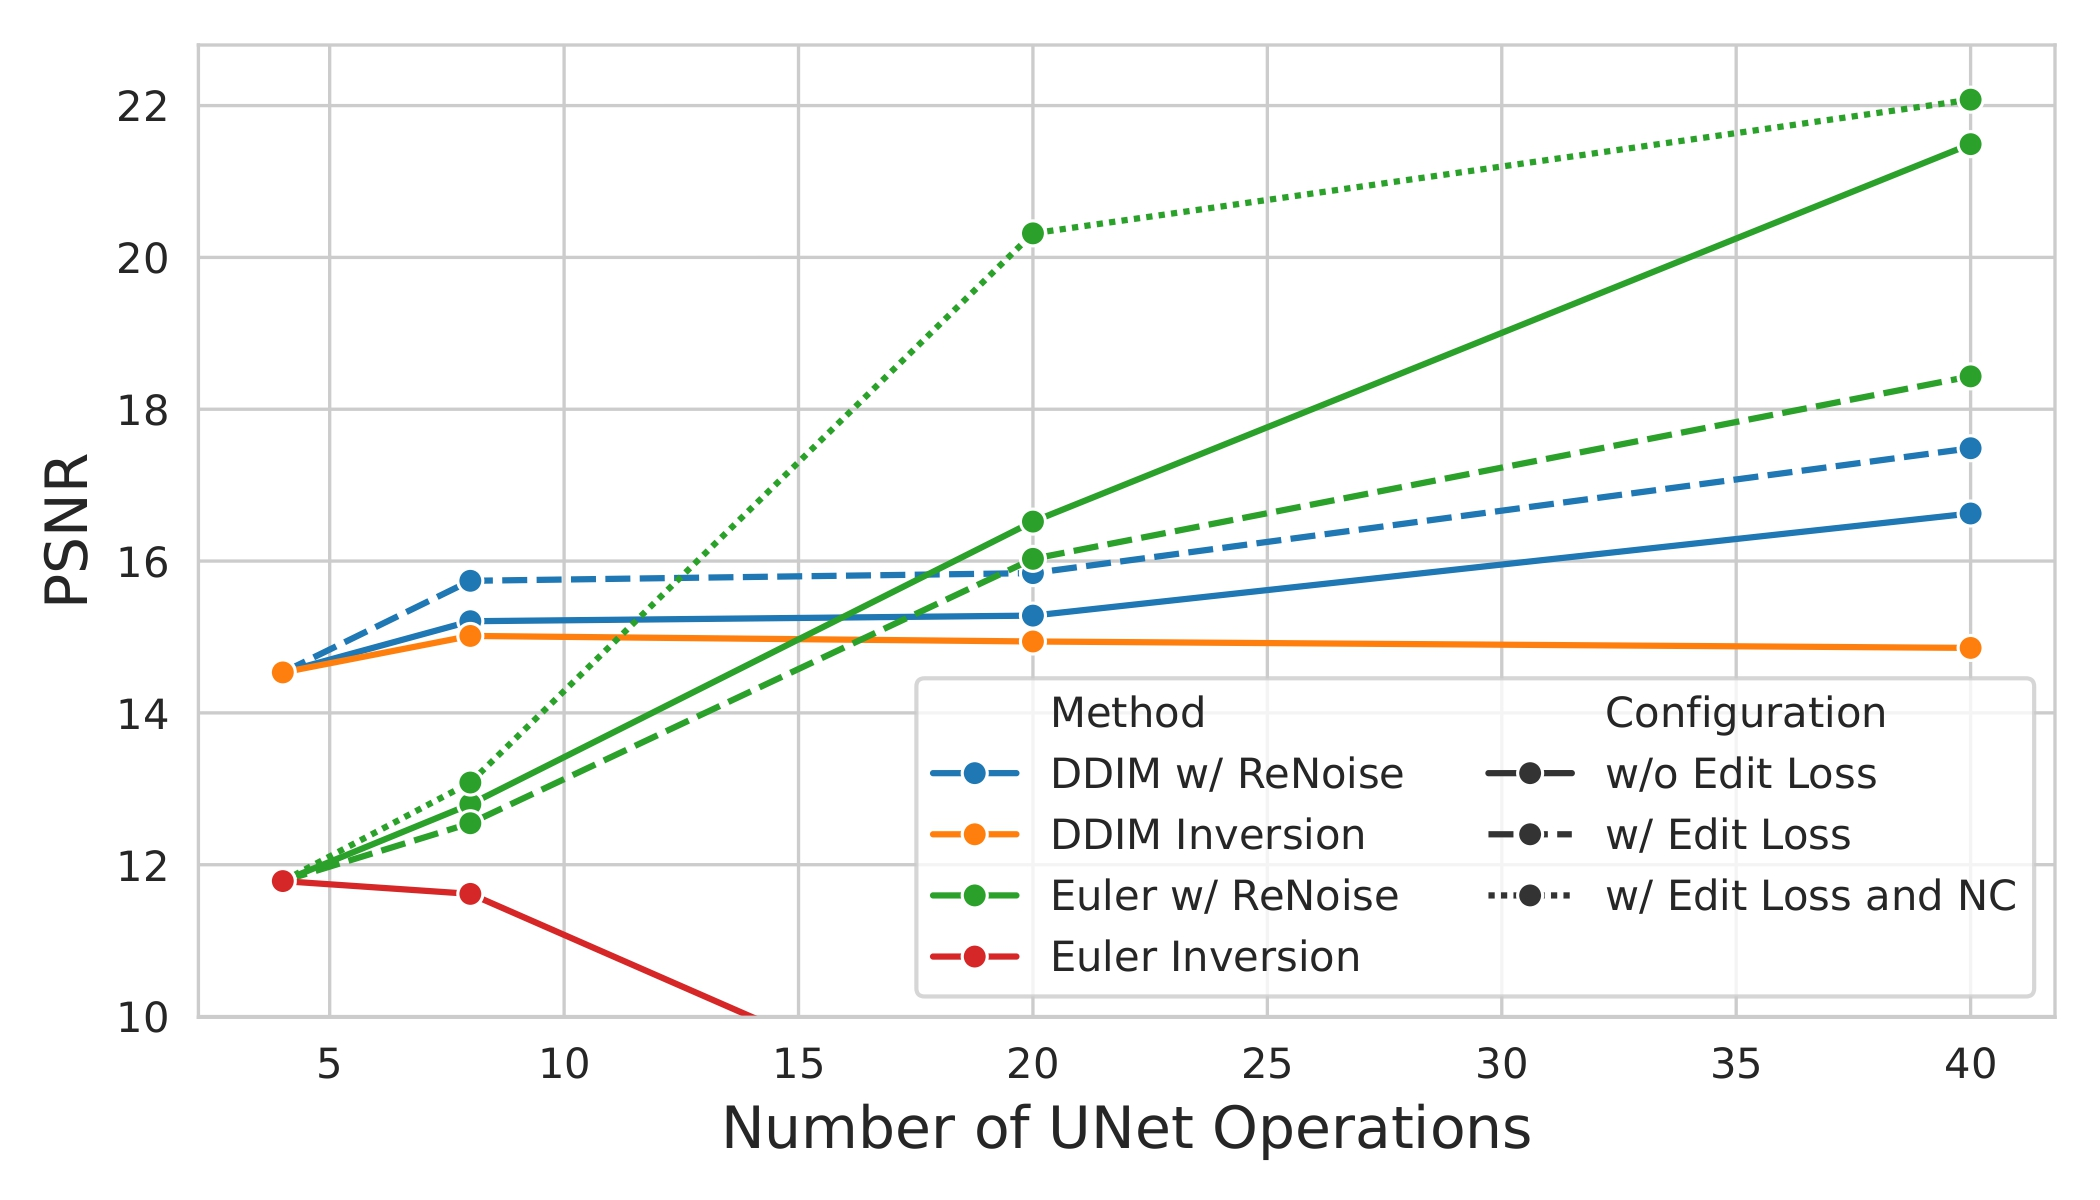 22
20
18
16
14
12
10
PSNR
Method
DDIM w/ ReNoise
DDIM Inversion
Euler w/ ReNoise
Euler Inversion
Configuration
w/o Edit Loss
w/ Edit Loss
w/ Edit Loss and NC
5 10 15 20 25 30 35 40
Number of UNet Operations